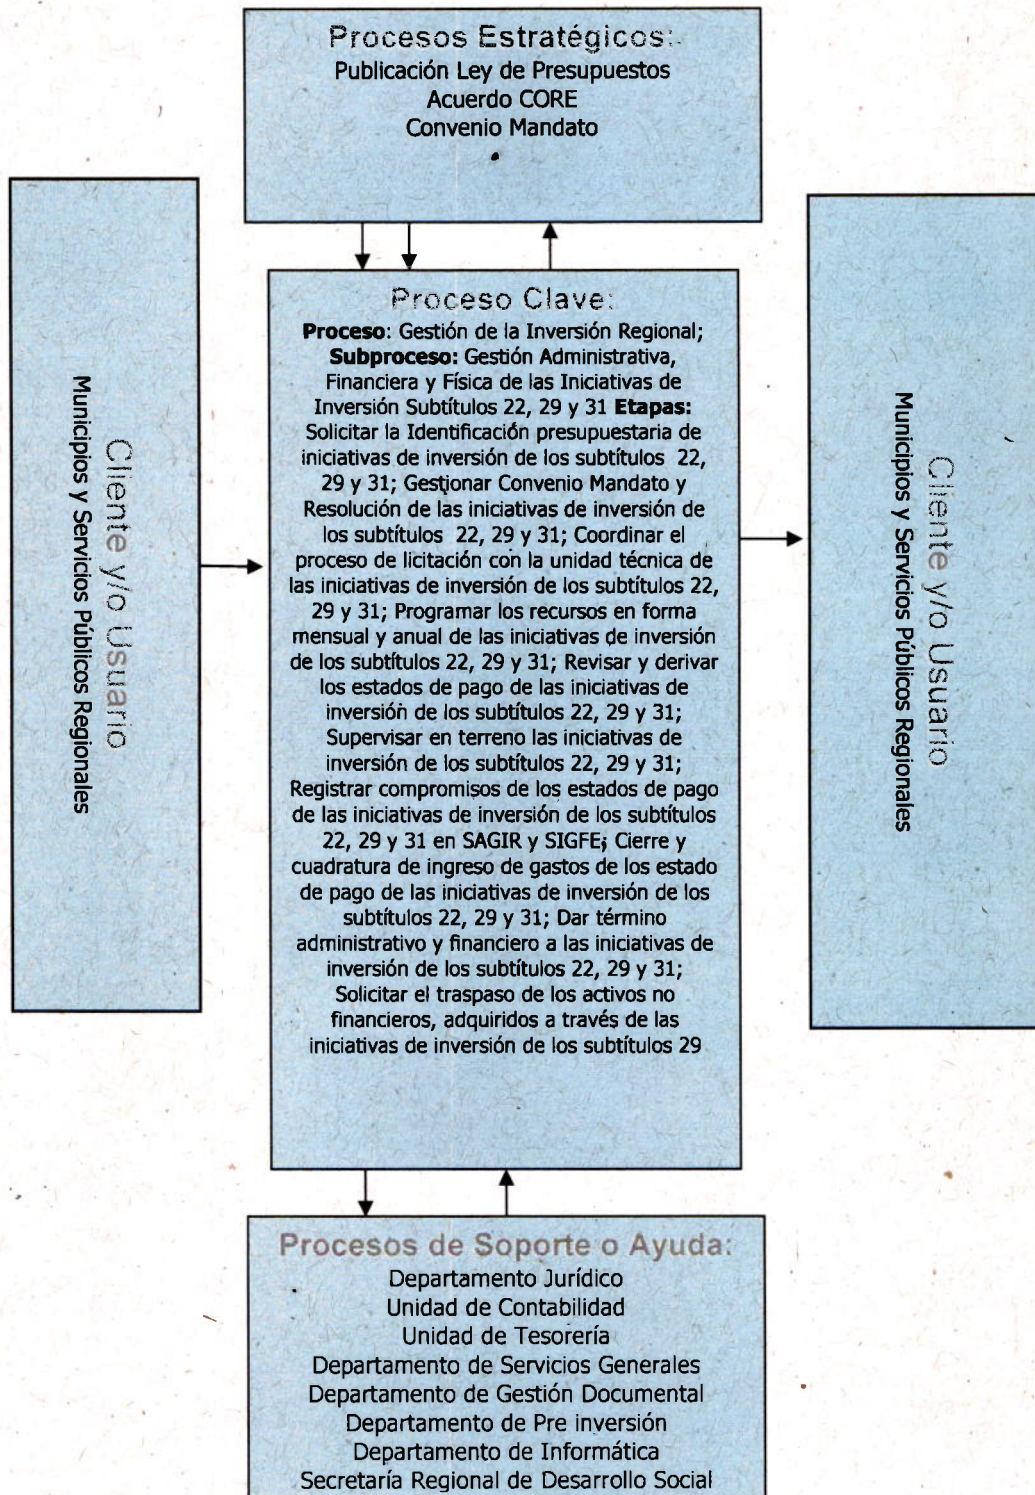 Procesos Estratégicos:
Publicación Ley de Presupuestos
Acuerdo CORE
Convenio Mandato
Cliente y/o Usuario
Municipios y Servicios Públicos Regionales
Proceso Clave:
Proceso: Gestión de la Inversión Regional;
Subproceso: Gestión Administrativa,
Financiera y Física de las Iniciativas de
Inversión Subtítulos 22, 29 y 31 Etapas:
Solicitar la Identificación presupuestaria de
iniciativas de inversión de los subtítulos 22,
29 y 31; Gestionar Convenio Mandato y
Resolución de las iniciativas de inversión de
los subtítulos 22, 29 y 31; Coordinar el
proceso de licitación con la unidad técnica de
las iniciativas de inversión de los subtítulos 22,
29 y 31; Programar los recursos en forma
mensual y anual de las iniciativas de inversión
de los subtítulos 22, 29 y 31; Revisar y derivar
los estados de pago de las iniciativas de
inversión de los subtítulos 22, 29 y 31;
Supervisar en terreno las iniciativas de
inversión de los subtítulos 22, 29 y 31;
Registrar compromisos de los estados de pago
de las iniciativas de inversión de los subtítulos
22, 29 y 31 en SAGIR y SIGFE; Cierre y
cuadratura de ingreso de gastos de los estado
de pago de las iniciativas de inversión de los
subtítulos 22, 29 y 31; Dar término
administrativo y financiero a las iniciativas de
inversión de los subtítulos 22, 29 y 31;
Solicitar el traspaso de los activos no
financieros, adquiridos a través de las
iniciativas de inversión de los subtítulos 29
Cliente y/o Usuario
Municipios y Servicios Públicos Regionales
Procesos de Soporte o Ayuda:
Departamento Jurídico
Unidad de Contabilidad
Unidad de Tesorería
Departamento de Servicios Generales
Departamento de Gestión Documental
Departamento de Pre inversión
Departamento de Informática
Secretaría Regional de Desarrollo Social